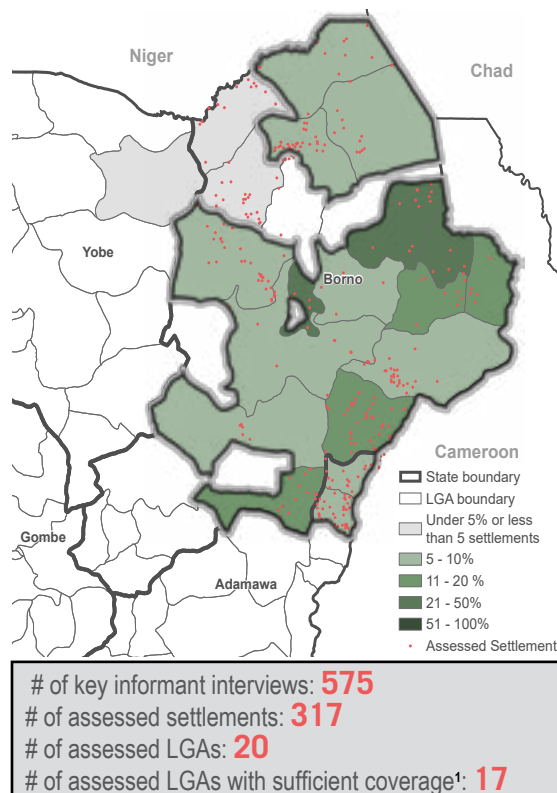 Niger
Chad
Yobe
Borno
Cameroon
State boundary
LGA boundary
Under 5% or less
than 5 settlements
5 - 10%
Gombe
11 - 20 %
Adamawa
21 - 50%
51 - 100%
Assessed Settlement
# of key informant interviews: 575
# of assessed settlements: 317
# of assessed LGAs: 20
# of assessed LGAs with sufficient coverage¹: 17